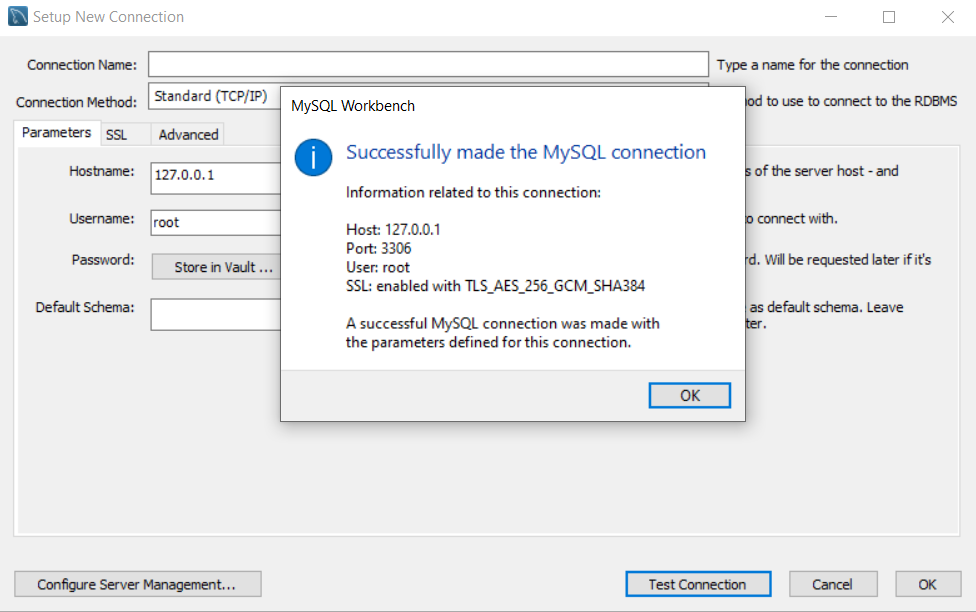 Setup New Connection
Connection Name:
Type a name for the connection
Connection Method:
Standard (TCP/IP)
to use to connect to the RDBMS
Parameters
SSL
Advanced
Hostname:
127.0.0.1
of the server host - and
Username:
root
to connect with.
Password:
Store in Vault ...
Will be requested later if it's
Default Schema:
as default schema. Leave
MySQL Workbench
Successfully made the MySQL connection
Information related to this connection:
Host: 127.0.0.1
Port: 3306
User: root
SSL: enabled with TLS_AES_256_GCM_SHA384
A successful MySQL connection was made with
the parameters defined for this connection.
OK
Configure Server Management...
Test Connection
Cancel
OK